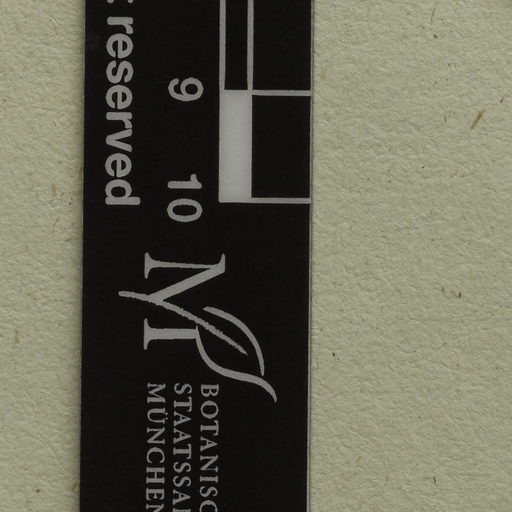 reserved
9 10
M
BOTANISC
STAATSSA
MÜNCHEN